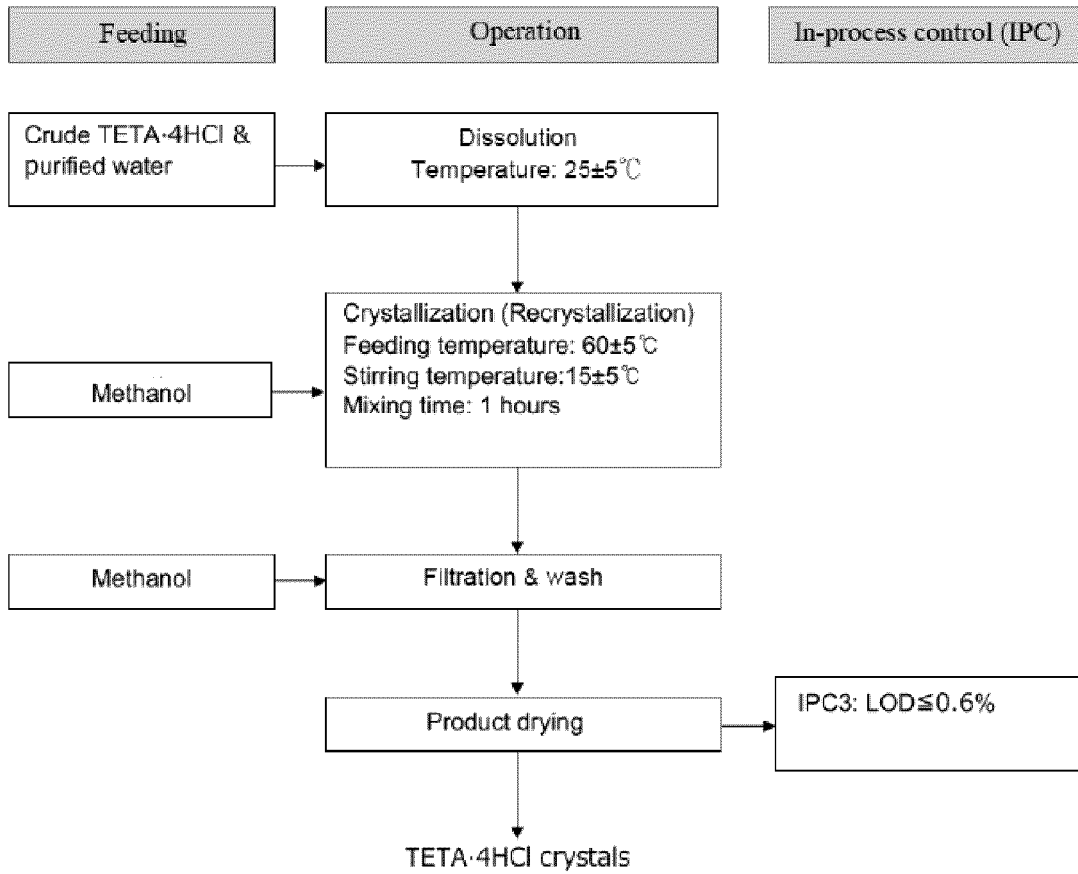 Feeding
Operation
In-process control (IPC)
Crude TETA·4HCl &
purified water
Dissolution
Temperature: 25±5℃
Crystallization (Recrystallization)
Feeding temperature: 60±5℃
Stirring temperature:15±5℃
Mixing time: 1 hours
Methanol
Methanol
Filtration & wash
Product drying
IPC3: LOD≦0.6%
TETA·4HCl crystals